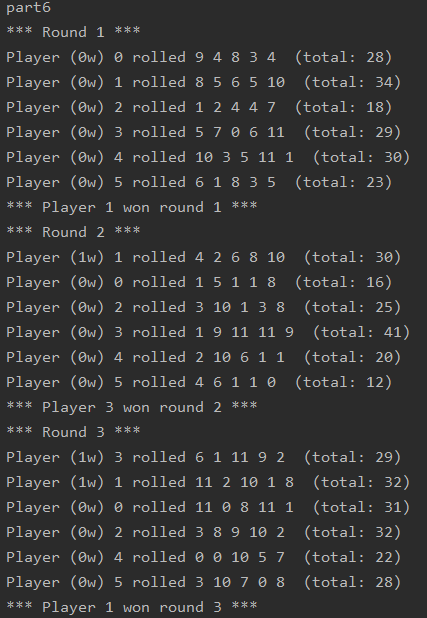 part6
*** Round 1 ***
Player (0w) 0 rolled 9 4 8 3 4  (total: 28)
Player (0w) 1 rolled 8 5 6 5 10  (total: 34)
Player (0w) 2 rolled 1 2 4 4 7  (total: 18)
Player (0w) 3 rolled 5 7 0 6 11  (total: 29)
Player (0w) 4 rolled 10 3 5 11 1  (total: 30)
Player (0w) 5 rolled 6 1 8 3 5  (total: 23)
*** Player 1 won round 1 ***
*** Round 2 ***
Player (1w) 1 rolled 4 2 6 8 10  (total: 30)
Player (0w) 0 rolled 1 5 1 1 8  (total: 16)
Player (0w) 2 rolled 3 10 1 3 8  (total: 25)
Player (0w) 3 rolled 1 9 11 11 9  (total: 41)
Player (0w) 4 rolled 2 10 6 1 1  (total: 20)
Player (0w) 5 rolled 4 6 1 1 0  (total: 12)
*** Player 3 won round 2 ***
*** Round 3 ***
Player (1w) 3 rolled 6 1 11 9 2  (total: 29)
Player (1w) 1 rolled 11 2 10 1 8  (total: 32)
Player (0w) 0 rolled 11 0 8 11 1  (total: 31)
Player (0w) 2 rolled 3 8 9 10 2  (total: 32)
Player (0w) 4 rolled 0 0 10 5 7  (total: 22)
Player (0w) 5 rolled 3 10 7 0 8  (total: 28)
*** Player 1 won round 3 ***